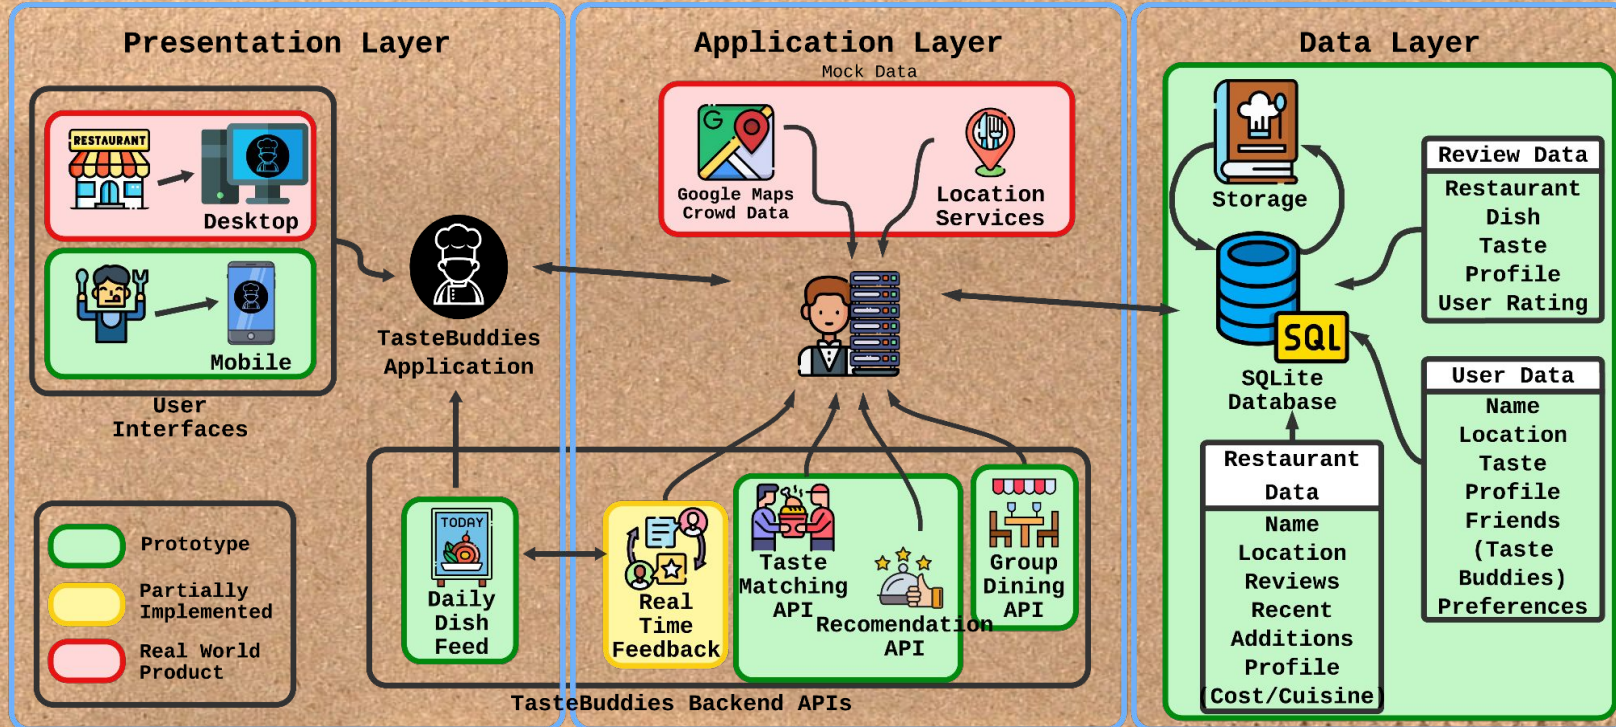 Presentation Layer
RESTAURANT
Desktop
Mobile
User
Interfaces
TasteBuddies
Application
Prototype
Partially
Implemented
Real World
Product
Application Layer
Mock Data
G
Google Maps
Crowd Data
Location
Services
TODAY
Daily
Dish
Feed
Real
Time
Feedback
Taste
Matching
API
Recomendation
API
Group
Dining
API
TasteBuddies Backend APIs
Data Layer
Storage
SQL
SQLite
Database
Review Data
Restaurant
Dish
Taste
Profile
User Rating
User Data
Name
Location
Taste
Profile
Friends
(Taste
Buddies)
Preferences
Restaurant
Data
Name
Location
Reviews
Recent
Additions
Profile
(Cost/Cuisine)